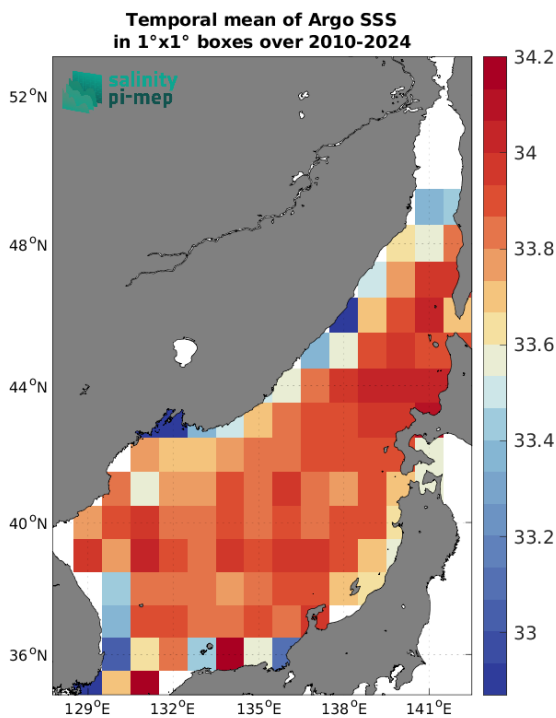 Temporal mean of Argo SSS
in 1°x1° boxes over 2010-2024
salinity
pi-mep
52°N
48°N
44°N
40°N
36°N
129°E
132°E
135°E
138°E
141°E
34.2
34
33.8
33.6
33.4
33.2
33